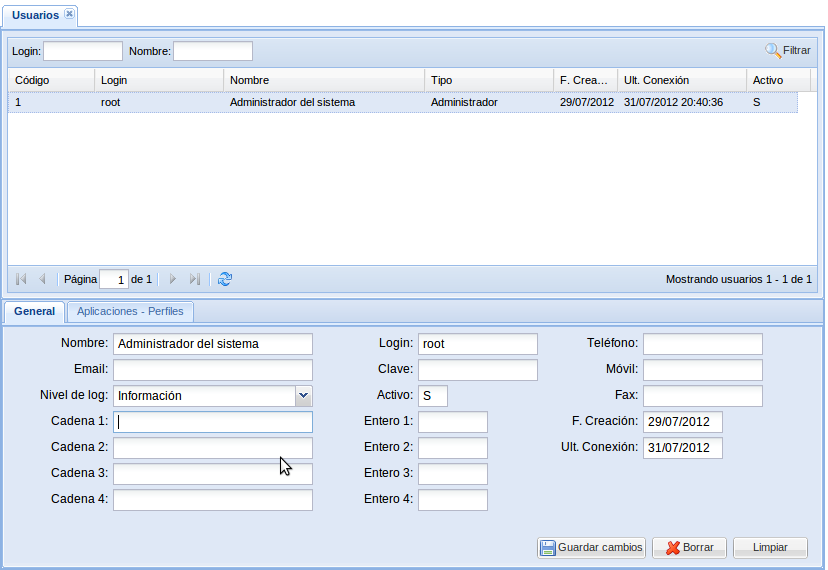 Usuarios
Login: Nombre: Filtrar
Código Login Nombre Tipo F. Crea... Ult. Conexión Activo
1 root Administrador del sistema Administrador 29/07/2012 31/07/2012 20:40:36 S
Página 1 de 1 Mostrando usuarios 1 - 1 de 1
General Aplicaciones - Perfiles
Nombre: Administrador del sistema Login: root Teléfono:
Email: Clave: Móvil:
Nivel de log: Información Activo: S Fax:
Cadena 1: Entero 1: F. Creación: 29/07/2012
Cadena 2: Entero 2: Ult. Conexión: 31/07/2012
Cadena 3: Entero 3:
Cadena 4: Entero 4:
Guardar cambios Borrar Limpiar